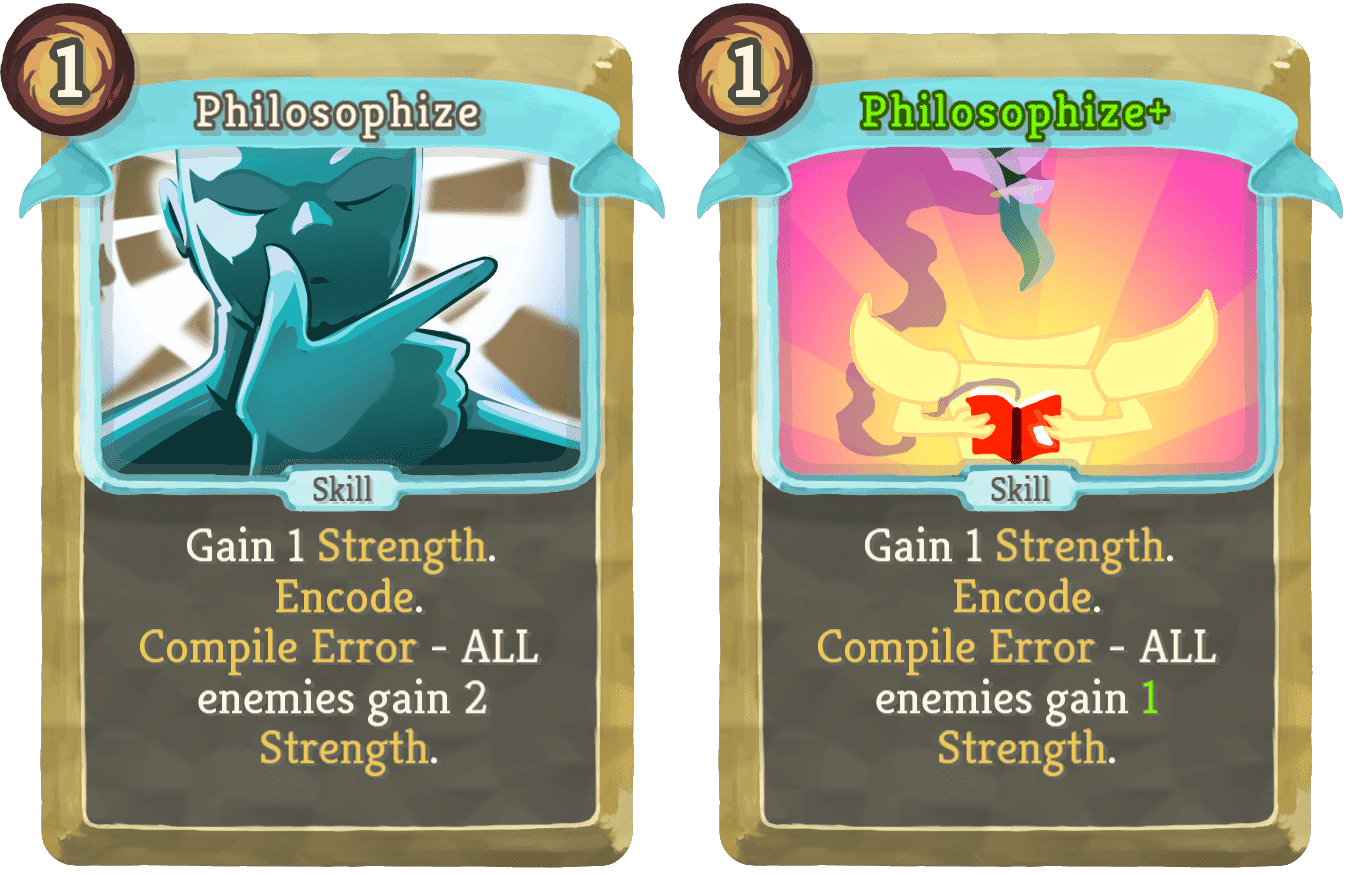 1
Philosophize
Skill
Gain 1 Strength.
Encode.
Compile Error - ALL
enemies gain 2
Strength.
1
Philosophize+
Skill
Gain 1 Strength.
Encode.
Compile Error - ALL
enemies gain 1
Strength.